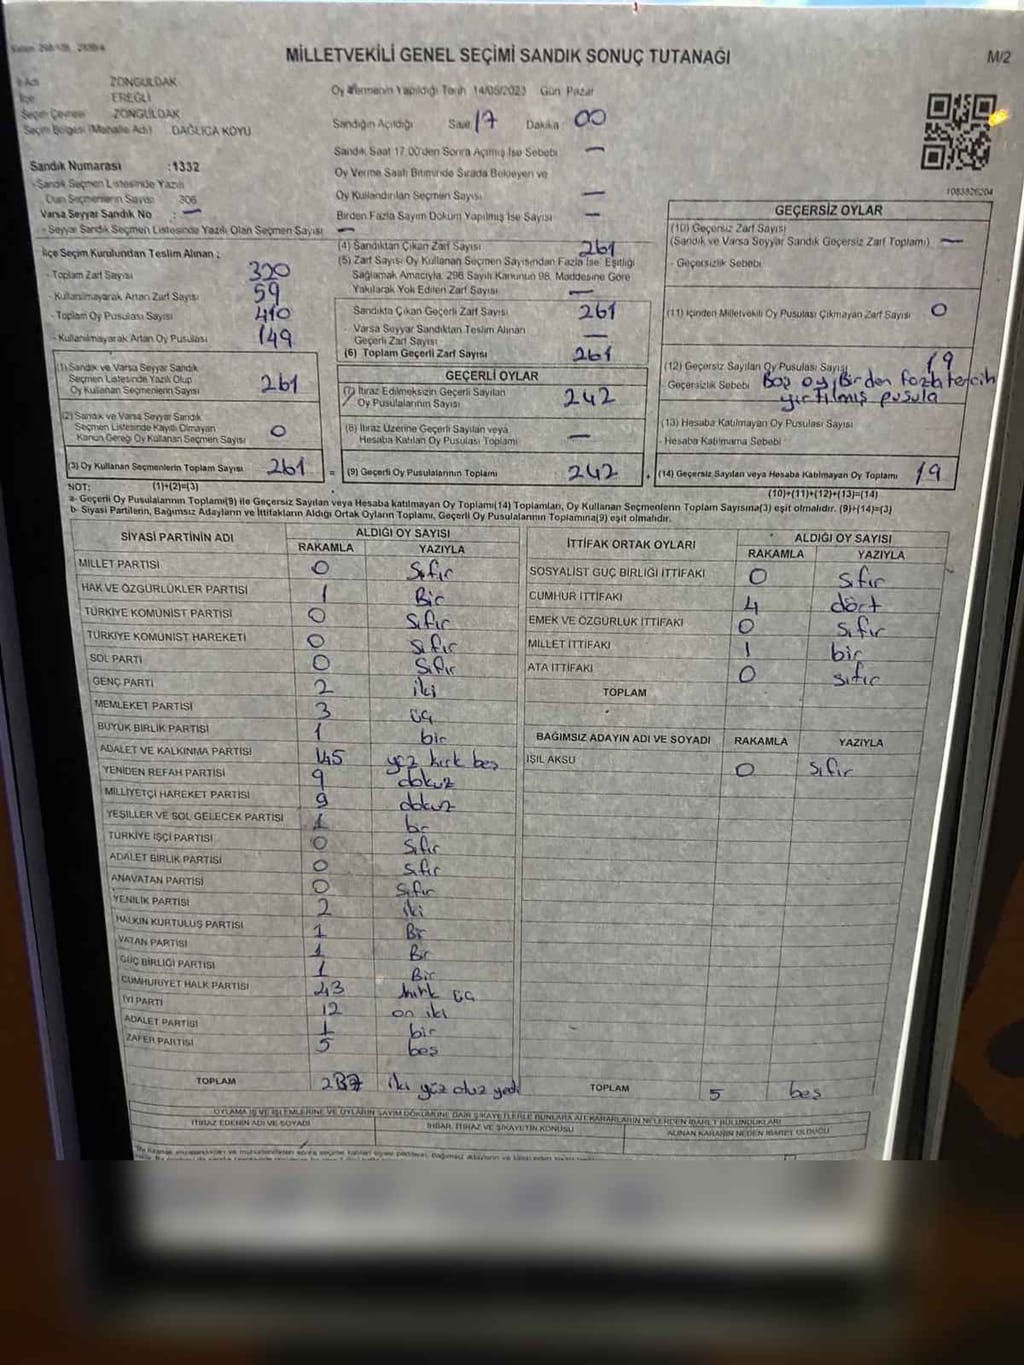 MİLLETVEKİLİ GENEL SEÇİMİ SANDIK SONUÇ TUTANAĞI
M/2
ZONGULDAK
EREĞLİ
Seçim Çevresi ZONGULDAK
Seçim Bölgesi (Mahalle Adı) DAĞLICA KÖYÜ
Sandık Numarası :1332
-Sandık Seçmen Listesinde Yazılı
Olan Seçmenlerin Sayısı 306
Varsa Seyyar Sandık No : —
- Seyyar Sandık Seçmen Listesinde Yazılı Olan Seçmen Sayısı —
İlçe Seçim Kurulundan Teslim Alınan ;
- Toplam Zarf Sayısı 320
- Kullanılmayarak Artan Zarf Sayısı 59
- Toplam Oy Pusulası Sayısı 410
- Kullanılmayarak Artan Oy Pusulası 149
(1) Sandık ve Varsa Seyyar Sandık
Seçmen Listesinde Yazılı Olup
Oy Kullanan Seçmenlerin Sayısı 261
(2) Sandık ve Varsa Seyyar Sandık
Seçmen Listesinde Kayıtlı Olmayan
Kanun Gereği Oy Kullanan Seçmen Sayısı 0
(3) Oy Kullanan Seçmenlerin Toplam Sayısı 261
Oy Vermenin Yapıldığı Tarih 14/05/2023 Gün Pazar
Sandığın Açıldığı Saat 17 Dakika 00
Sandık Saat 17.00'den Sonra Açılmış İse Sebebi —
Oy Verme Saati Bitiminde Sırada Bekleyen ve
Oy Kullandırılan Seçmen Sayısı —
Birden Fazla Sayım Döküm Yapılmış İse Sayısı —
(4) Sandıktan Çıkan Zarf Sayısı 261
(5) Zarf Sayısı Oy Kullanan Seçmen Sayısından Fazla İse, Eşitliği
Sağlamak Amacıyla, 298 Sayılı Kanunun 98. Maddesine Göre
Yakılarak Yok Edilen Zarf Sayısı —
Sandıkta Çıkan Geçerli Zarf Sayısı 261
- Varsa Seyyar Sandıktan Teslim Alınan
Geçerli Zarf Sayısı —
(6) Toplam Geçerli Zarf Sayısı 261
GEÇERLİ OYLAR
(7) İtiraz Edilmeksizin Geçerli Sayılan
Oy Pusulalarının Sayısı 242
(8) İtiraz Üzerine Geçerli Sayılan veya
Hesaba Katılan Oy Pusulası Toplamı —
= (9) Geçerli Oy Pusulalarının Toplamı 242
1083826204
GEÇERSİZ OYLAR
(10) Geçersiz Zarf Sayısı
(Sandık ve Varsa Seyyar Sandık Geçersiz Zarf Toplamı) —
- Geçersizlik Sebebi
(11) İçinden Milletvekili Oy Pusulası Çıkmayan Zarf Sayısı 0
(12) Geçersiz Sayılan Oy Pusulası Sayısı 19
Geçersizlik Sebebi Boş oy, Birden fazla tercih
yırtılmış pusula
(13) Hesaba Katılmayan Oy Pusulası Sayısı
- Hesaba Katılmama Sebebi
(14) Geçersiz Sayılan veya Hesaba Katılmayan Oy Toplamı 19
NOT: (1)+(2)=(3)
(10)+(11)+(12)+(13)=(14)
a- Geçerli Oy Pusulalarının Toplamı(9) ile Geçersiz Sayılan veya Hesaba katılmayan Oy Toplamı(14) Toplamları, Oy Kullanan Seçmenlerin Toplam Sayısına(3) eşit olmalıdır. (9)+(14)=(3)
b- Siyasi Partilerin, Bağımsız Adayların ve İttifakların Aldığı Ortak Oyların Toplamı, Geçerli Oy Pusulalarının Toplamına(9) eşit olmalıdır.
SİYASİ PARTİNİN ADI ALDIĞI OY SAYISI
RAKAMLA YAZIYLA
MİLLET PARTİSİ 0 Sıfır
HAK VE ÖZGÜRLÜKLER PARTİSİ 1 Bir
TÜRKİYE KOMÜNİST PARTİSİ 0 Sıfır
TÜRKİYE KOMÜNİST HAREKETİ 0 Sıfır
SOL PARTİ 0 Sıfır
GENÇ PARTİ 2 iki
MEMLEKET PARTİSİ 3 üç
BÜYÜK BİRLİK PARTİSİ 1 bir
ADALET VE KALKINMA PARTİSİ 145 yüz kırk beş
YENİDEN REFAH PARTİSİ 9 dokuz
MİLLİYETÇİ HAREKET PARTİSİ 9 dokuz
YEŞİLLER VE SOL GELECEK PARTİSİ 1 bir
TÜRKİYE İŞÇİ PARTİSİ 0 Sıfır
ADALET BİRLİK PARTİSİ 0 Sıfır
ANAVATAN PARTİSİ 0 Sıfır
YENİLİK PARTİSİ 2 iki
HALKIN KURTULUŞ PARTİSİ 1 Bir
VATAN PARTİSİ 1 Bir
GÜÇ BİRLİĞİ PARTİSİ 1 Bir
CUMHURİYET HALK PARTİSİ 43 kırk üç
İYİ PARTİ 12 on iki
ADALET PARTİSİ 1 bir
ZAFER PARTİSİ 5 beş
TOPLAM 237 iki yüz otuz yedi
İTTİFAK ORTAK OYLARI ALDIĞI OY SAYISI
RAKAMLA YAZIYLA
SOSYALİST GÜÇ BİRLİĞİ İTTİFAKI 0 sıfır
CUMHUR İTTİFAKI 4 dört
EMEK VE ÖZGÜRLÜK İTTİFAKI 0 sıfır
MİLLET İTTİFAKI 1 bir
ATA İTTİFAKI 0 sıfır
TOPLAM
BAĞIMSIZ ADAYIN ADI VE SOYADI RAKAMLA YAZIYLA
IŞIL AKSU 0 Sıfır
TOPLAM 5 beş
OYLAMA İŞ VE İŞLEMLERİNE VE OYLARIN SAYIM DÖKÜMÜNE DAİR ŞİKAYETLERLE BUNLARA AİT KARARLARIN NELERDEN İBARET BULUNDUKLARI
İTİRAZ EDENİN ADI VE SOYADI İHBAR, İTİRAZ VE ŞİKAYETİN KONUSU ALINAN KARARIN NEDEN İBARET OLDUĞU